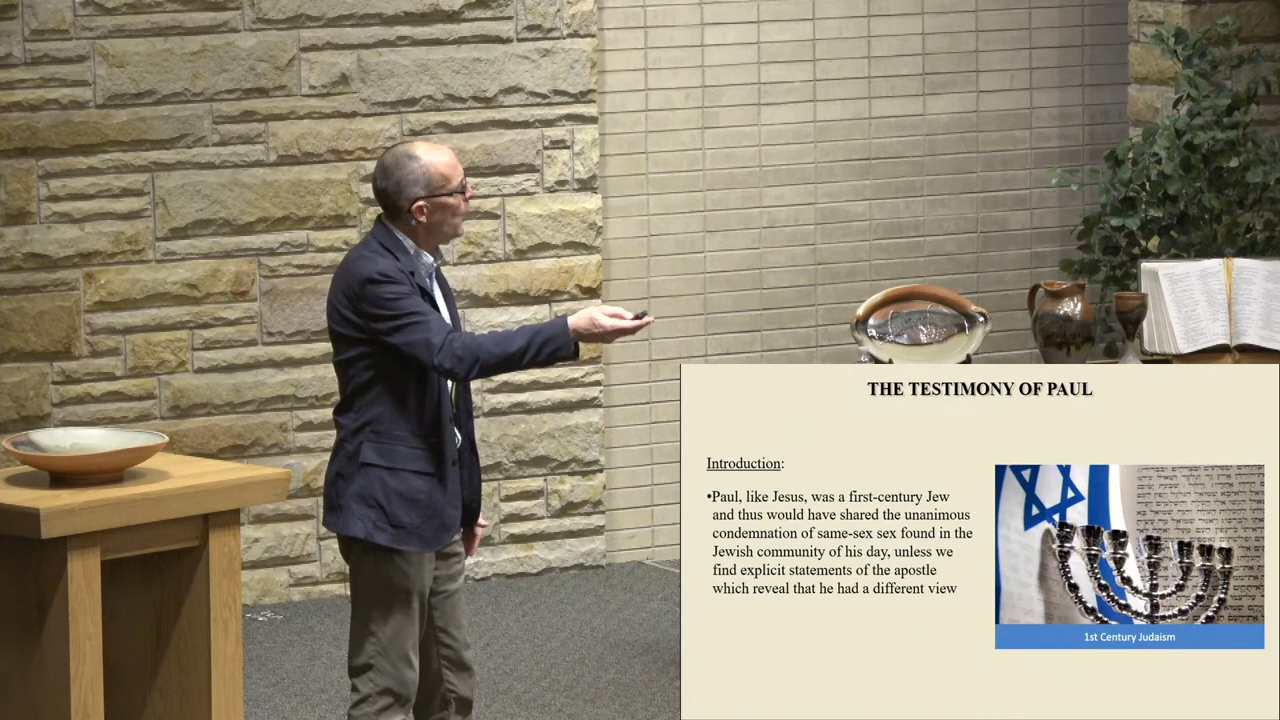 THE TESTIMONY OF PAUL
Introduction:
•Paul, like Jesus, was a first-century Jew
and thus would have shared the unanimous
condemnation of same-sex sex found in the
Jewish community of his day, unless we
find explicit statements of the apostle
which reveal that he had a different view
1st Century Judaism